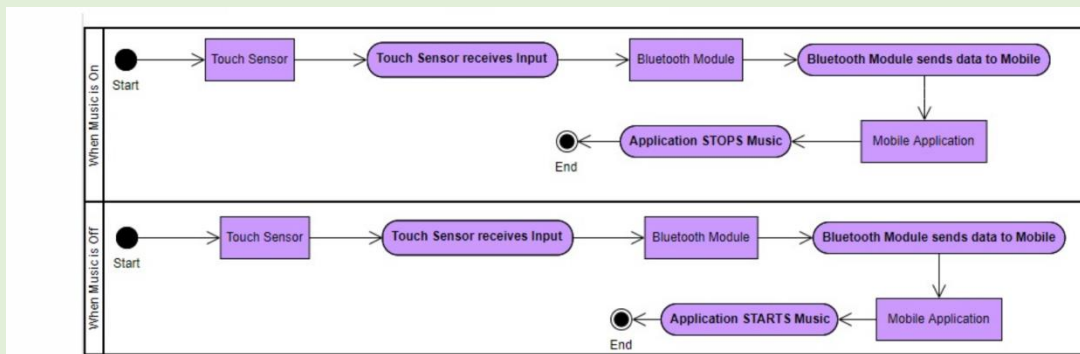 When Music is On
Touch Sensor
Touch Sensor receives Input
Bluetooth Module
Bluetooth Module sends data to Mobile
Start
Application STOPS Music
Mobile Application
End
When Music is Off
Touch Sensor
Touch Sensor receives Input
Bluetooth Module
Bluetooth Module sends data to Mobile
Start
Application STARTS Music
Mobile Application
End